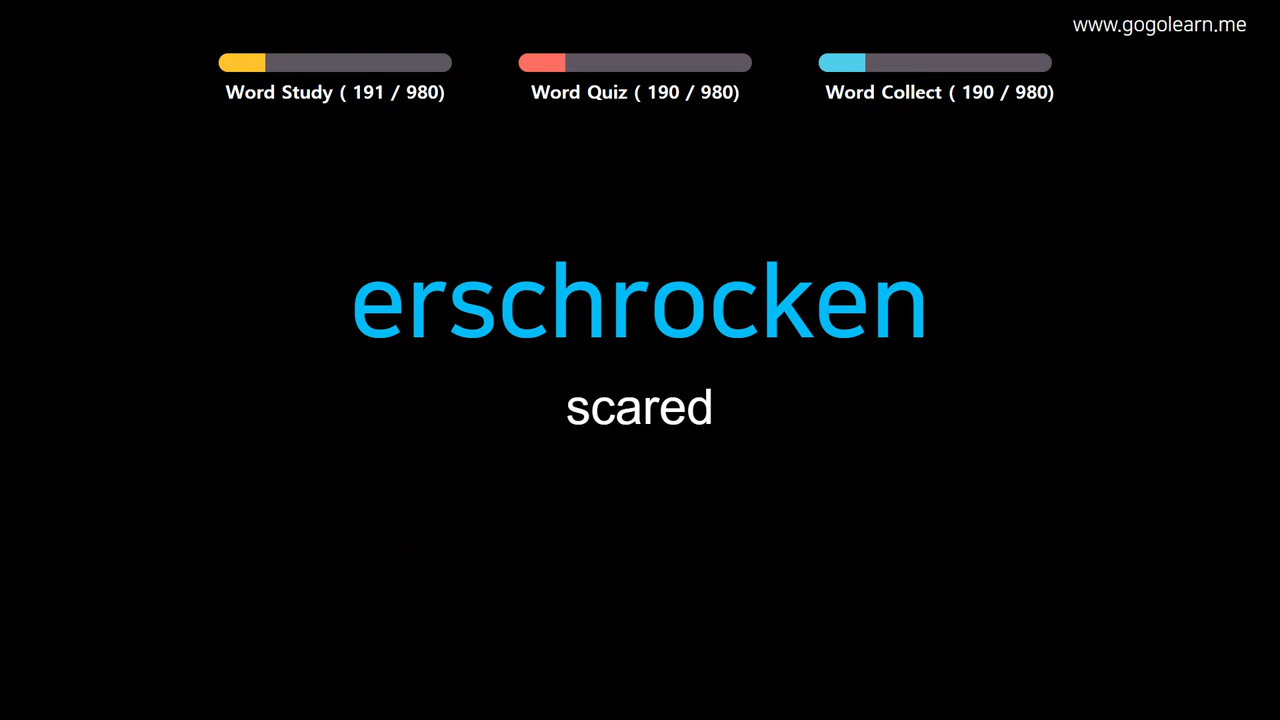 www.gogolearn.me
Word Study ( 191 / 980)
Word Quiz ( 190 / 980)
Word Collect ( 190 / 980)
erschrocken
scared